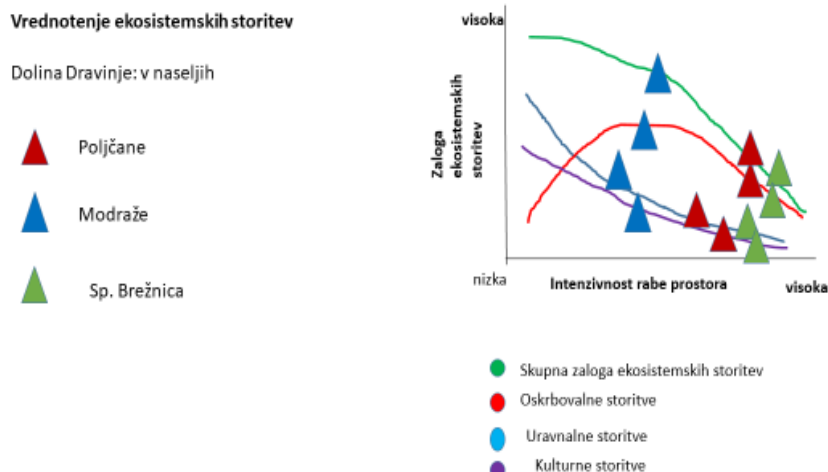 Vrednotenje ekosistemskih storitev
Dolina Dravinje: v naseljih
Poljčane
Modraže
Sp. Brežnica
visoka
Zaloga
ekosistemskih
storitev
nizka
Intenzivnost rabe prostora
visoka
Skupna zaloga ekosistemskih storitev
Oskrbovalne storitve
Uravnalne storitve
Kulturne storitve